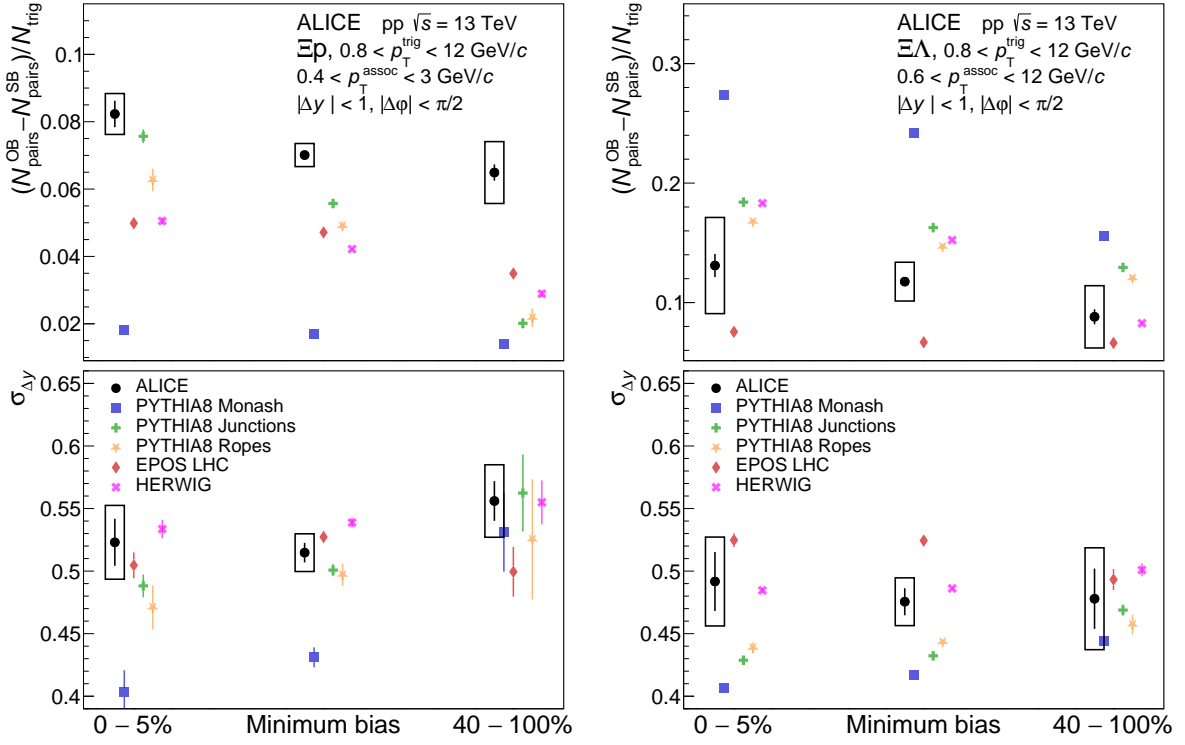 ALICE pp √s = 13 TeV
Ξp, 0.8 < p_T^trig < 12 GeV/c
0.4 < p_T^assoc < 3 GeV/c
|Δy | < 1, |Δφ| < π/2
(N_pairs^OB − N_pairs^SB)/N_trig
0.1
0.08
0.06
0.04
0.02
ALICE pp √s = 13 TeV
ΞΛ, 0.8 < p_T^trig < 12 GeV/c
0.6 < p_T^assoc < 12 GeV/c
|Δy | < 1, |Δφ| < π/2
(N_pairs^OB − N_pairs^SB)/N_trig
0.3
0.2
0.1
σ_Δy
0.65
0.6
0.55
0.5
0.45
0.4
ALICE
PYTHIA8 Monash
PYTHIA8 Junctions
PYTHIA8 Ropes
EPOS LHC
HERWIG
0 − 5%
Minimum bias
40 − 100%
σ_Δy
0.65
0.6
0.55
0.5
0.45
0.4
ALICE
PYTHIA8 Monash
PYTHIA8 Junctions
PYTHIA8 Ropes
EPOS LHC
HERWIG
0 − 5%
Minimum bias
40 − 100%